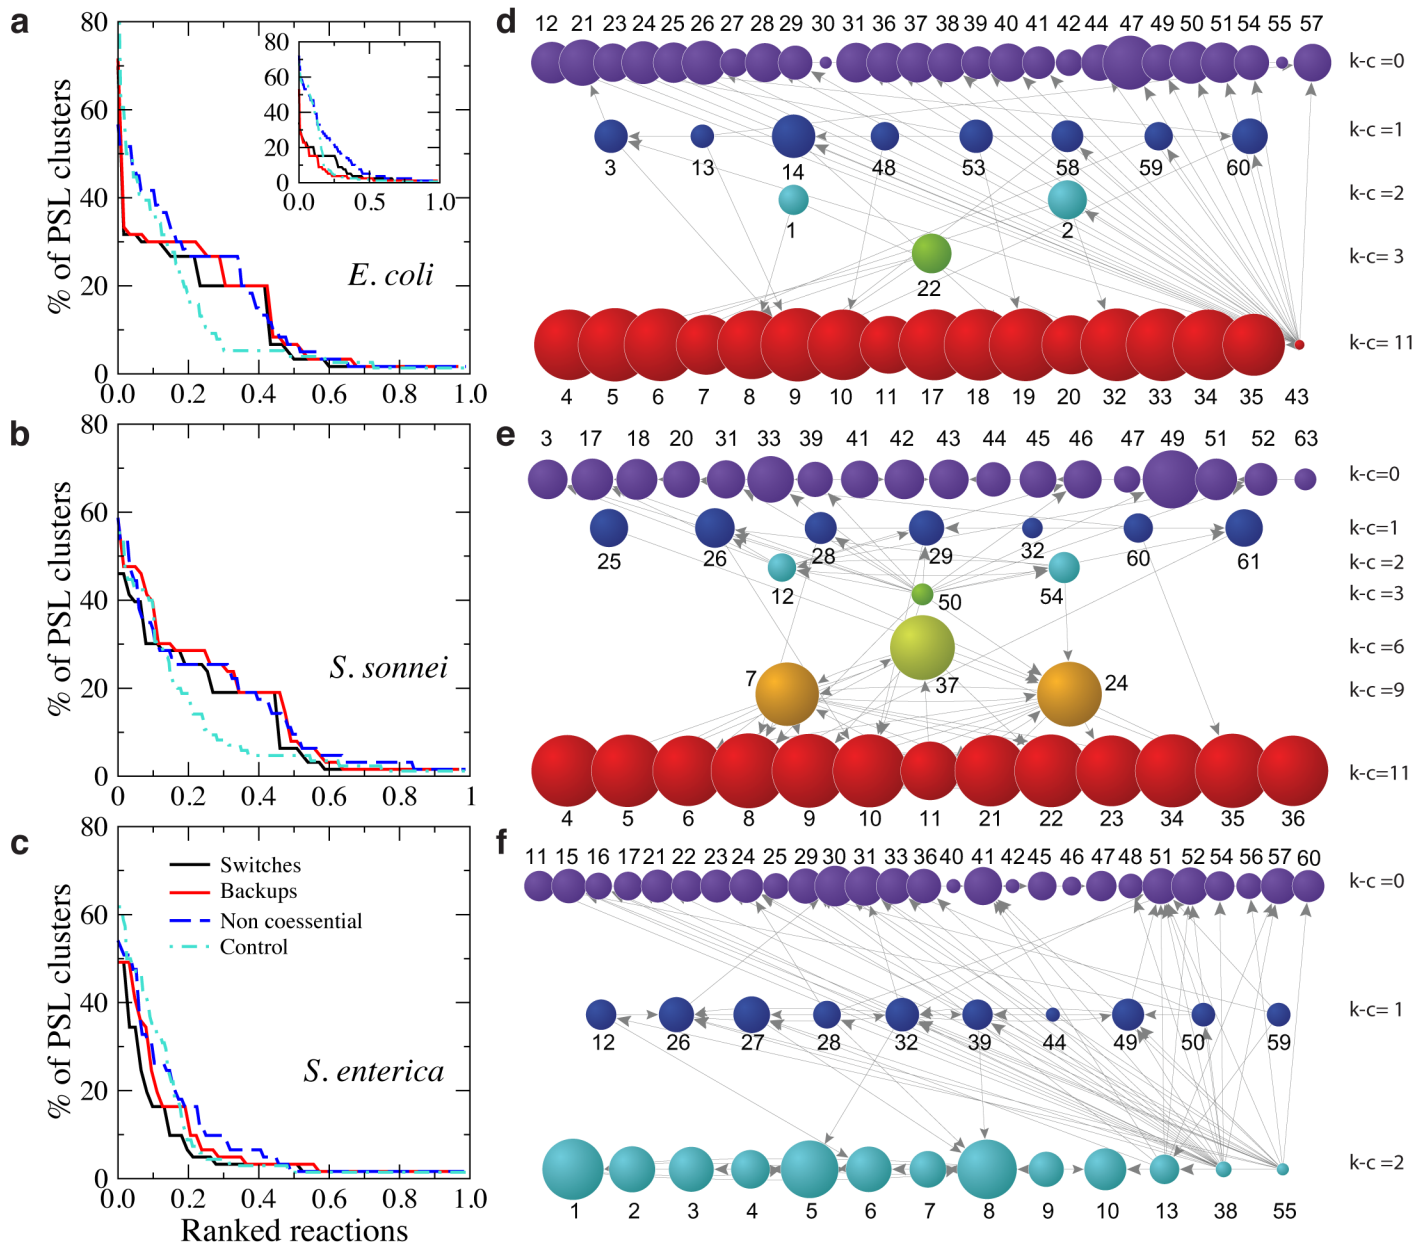 a
80
60
40
20
0
% of PSL clusters
0
0.2
0.4
0.6
0.8
1.0
E. coli
80
60
40
20
0
0.0
0.5
1.0
b
80
60
40
20
0
% of PSL clusters
0
0.2
0.4
0.6
0.8
1
S. sonnei
c
80
60
40
20
0
% of PSL clusters
Switches
Backups
Non coessential
Control
S. enterica
0.0
0.2
0.4
0.6
0.8
1.0
Ranked reactions
d
12 21 23 24 25 26 27 28 29 30 31 36 37 38 39 40 41 42 44 47 49 50 51 54 55 57
k-c=0
k-c=1
3 13 14 48 53 58 59 60
k-c=2
1 2
k-c= 3
22
k-c= 11
4 5 6 7 8 9 10 11 17 18 19 20 32 33 34 35 43
e
3 17 18 20 31 33 39 41 42 43 44 45 46 47 49 51 52 63
k-c=0
k-c=1
25 26 28 29 32 60 61
k-c=2
12 54
k-c=3
50
k-c=6
37
7 24
k-c=9
k-c=11
4 5 6 8 9 10 11 21 22 23 34 35 36
f
11 15 16 17 21 22 23 24 25 29 30 31 33 36 40 41 42 45 46 47 48 51 52 54 56 57 60
k-c=0
k-c= 1
12 26 27 28 32 39 44 49 50 59
k-c=2
1 2 3 4 5 6 7 8 9 10 13 38 55